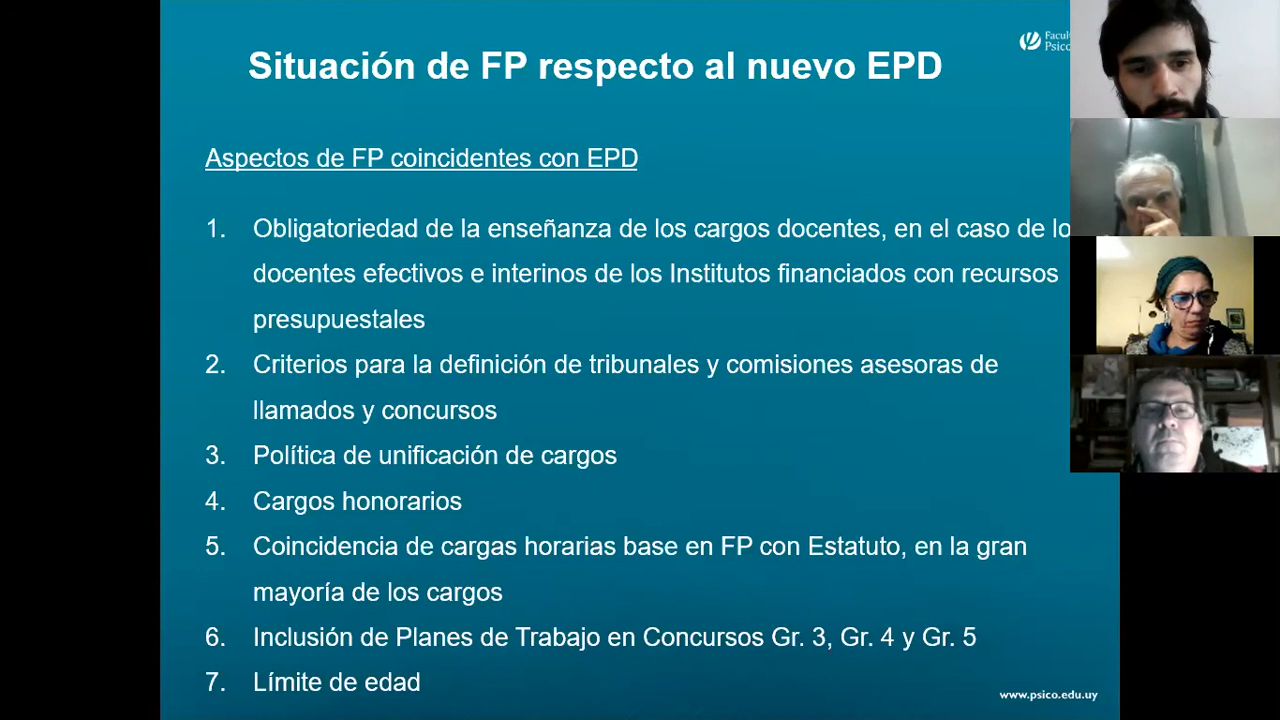 Situación de FP respecto al nuevo EPD
Aspectos de FP coincidentes con EPD
1. Obligatoriedad de la enseñanza de los cargos docentes, en el caso de
docentes efectivos e interinos de los Institutos financiados con recursos
presupuestales
2. Criterios para la definición de tribunales y comisiones asesoras de
llamados y concursos
3. Política de unificación de cargos
4. Cargos honorarios
5. Coincidencia de cargas horarias base en FP con Estatuto, en la gran
mayoría de los cargos
6. Inclusión de Planes de Trabajo en Concursos Gr. 3, Gr. 4 y Gr. 5
7. Límite de edad
www.psico.edu.uy